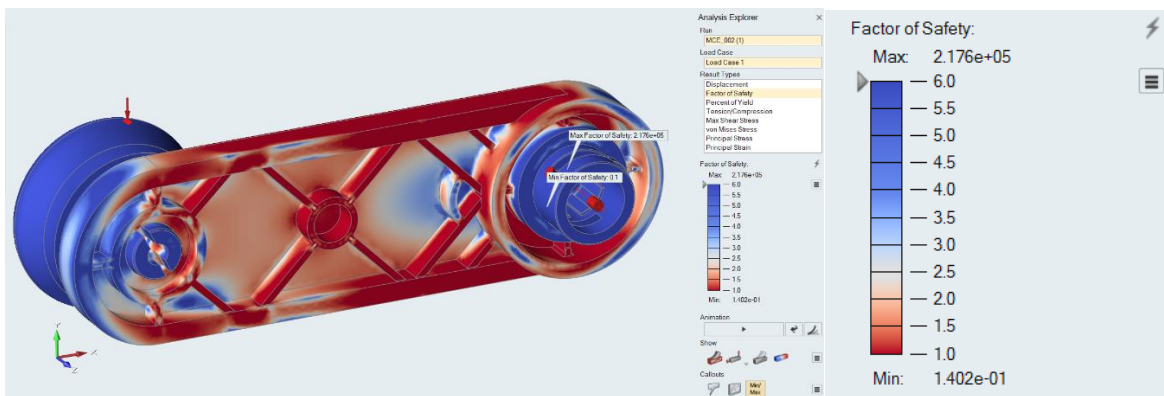 Analysis Explorer
Run
MCE_002 (1)
Load Case
Load Case 1
Result Types
Displacement
Factor of Safety
Percent of Yield
Tension/Compression
Max Shear Stress
von Mises Stress
Principal Stress
Principal Strain
Factor of Safety:
Max: 2.176e+05
6.0
5.5
5.0
4.5
4.0
3.5
3.0
2.5
2.0
1.5
1.0
Min: 1.402e-01
Animation
Show
Callouts
Min/
Max
Max Factor of Safety: 2.176e+05
Min Factor of Safety: 0.1
Y
X
Z
Factor of Safety:
Max: 2.176e+05
6.0
5.5
5.0
4.5
4.0
3.5
3.0
2.5
2.0
1.5
1.0
Min: 1.402e-01